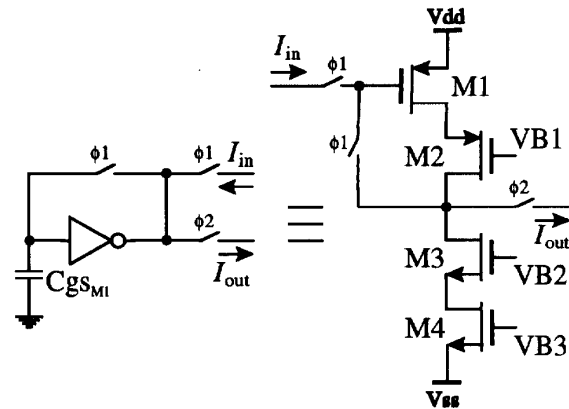 Vdd
I_in
ϕ1
M1
ϕ1
M2
VB1
ϕ1
ϕ1
I_in
ϕ2
ϕ2
I_out
I_out
Cgs_M1
M3
VB2
M4
VB3
Vss